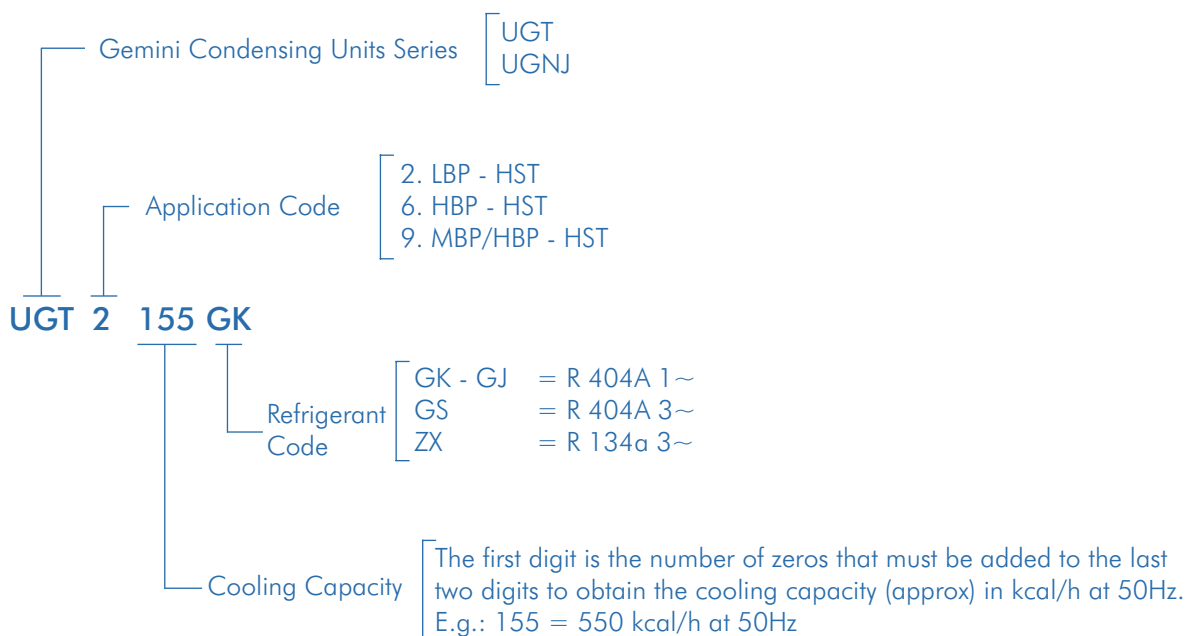 Gemini Condensing Units Series
UGT
UGNJ
Application Code
2. LBP - HST
6. HBP - HST
9. MBP/HBP - HST
UGT 2 155 GK
Refrigerant
Code
GK - GJ = R 404A 1~
GS = R 404A 3~
ZX = R 134a 3~
Cooling Capacity
The first digit is the number of zeros that must be added to the last
two digits to obtain the cooling capacity (approx) in kcal/h at 50Hz.
E.g.: 155 = 550 kcal/h at 50Hz